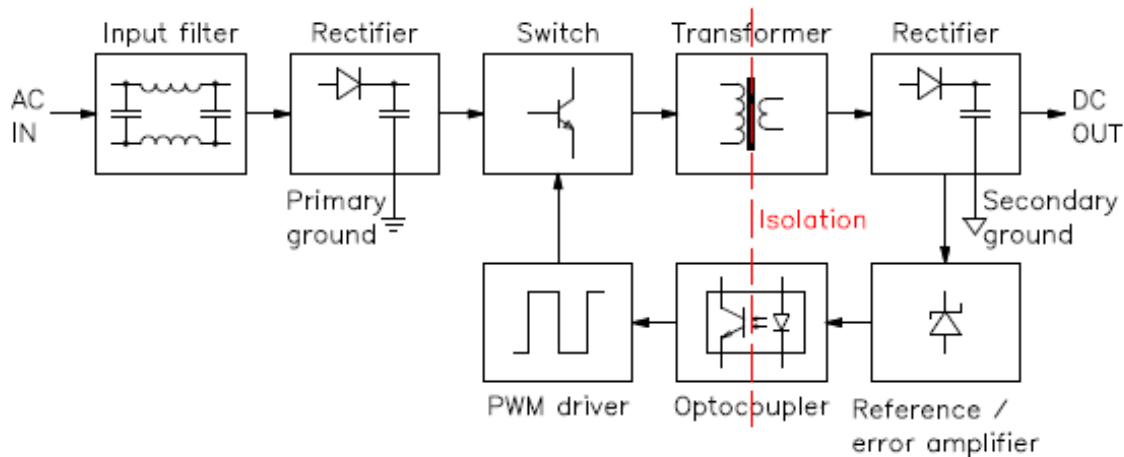 Input filter
Rectifier
Switch
Transformer
Rectifier
AC
IN
DC
OUT
Primary
ground
Isolation
Secondary
ground
PWM driver
Optocoupler
Reference /
error amplifier